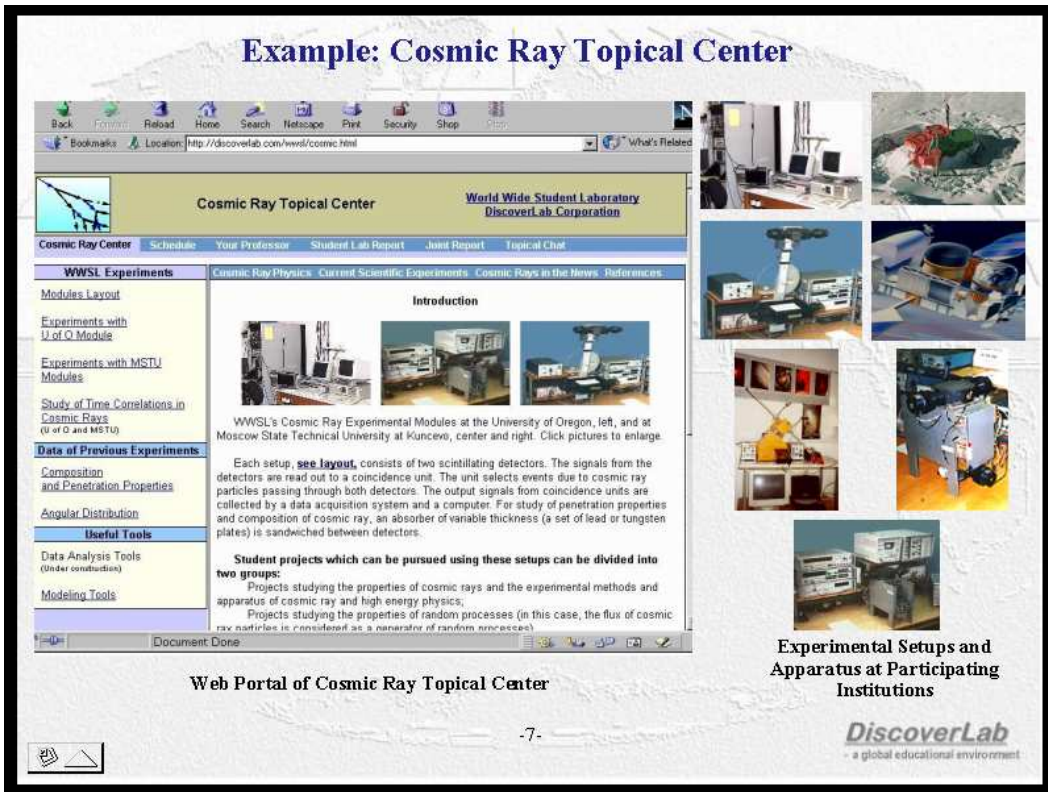 Example: Cosmic Ray Topical Center
Back Forward Reload Home Search Netscape Print Security Shop Stop
Bookmarks Location: http://discoverlab.com/wwsl/cosmic.html What's Related
Cosmic Ray Topical Center
World Wide Student Laboratory
DiscoverLab Corporation
Cosmic Ray Center Schedule Your Professor Student Lab Report Joint Report Topical Chat
WWSL Experiments
Modules Layout
Experiments with
U of O Module
Experiments with MSTU
Modules
Study of Time Correlations in
Cosmic Rays
(U of O and MSTU)
Data of Previous Experiments
Composition
and Penetration Properties
Angular Distribution
Useful Tools
Data Analysis Tools
(Under construction)
Modeling Tools
Cosmic Ray Physics Current Scientific Experiments Cosmic Rays in the News References
Introduction
WWSL's Cosmic Ray Experimental Modules at the University of Oregon, left, and at
Moscow State Technical University at Kuncevo, center and right. Click pictures to enlarge.
Each setup, see layout, consists of two scintillating detectors. The signals from the
detectors are read out to a coincidence unit. The unit selects events due to cosmic ray
particles passing through both detectors. The output signals from coincidence units are
collected by a data acquisition system and a computer. For study of penetration properties
and composition of cosmic ray, an absorber of variable thickness (a set of lead or tungsten
plates) is sandwiched between detectors.
Student projects which can be pursued using these setups can be divided into
two groups:
Projects studying the properties of cosmic rays and the experimental methods and
apparatus of cosmic ray and high energy physics;
Projects studying the properties of random processes (in this case, the flux of cosmic
ray particles is considered as a generator of random processes)
Document Done
Web Portal of Cosmic Ray Topical Center
Experimental Setups and
Apparatus at Participating
Institutions
-7-
DiscoverLab
- a global educational environment